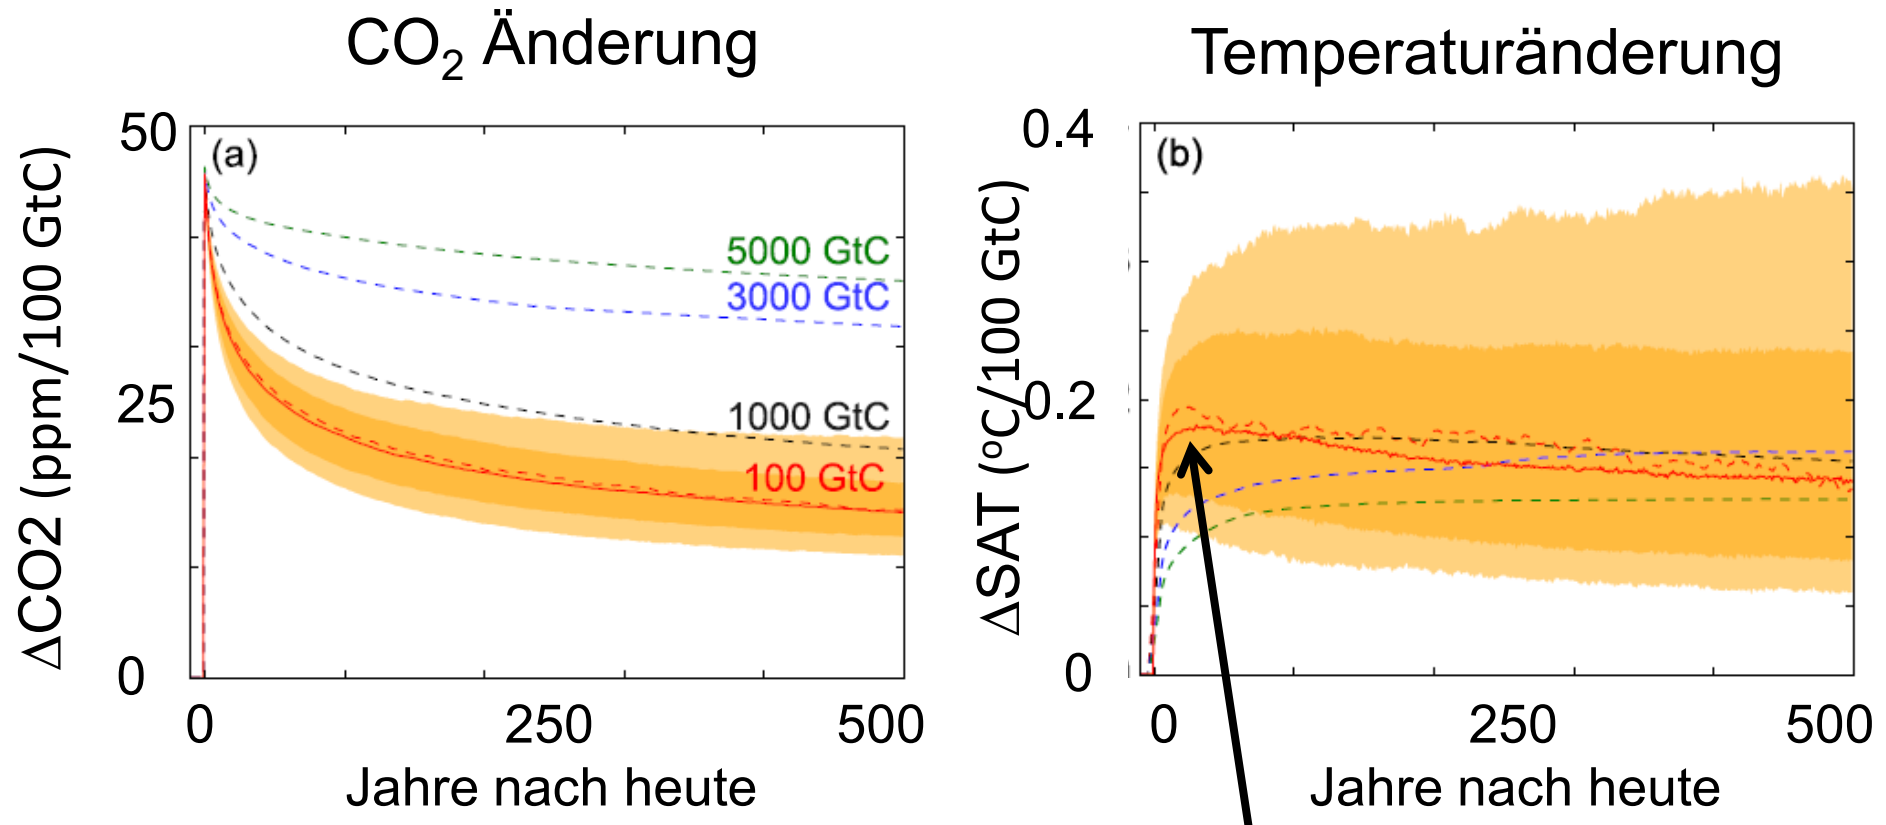 CO₂ Änderung
50
25
0
ΔCO2 (ppm/100 GtC)
(a)
5000 GtC
3000 GtC
1000 GtC
100 GtC
0 250 500
Jahre nach heute
Temperaturänderung
0.4
0.2
0
ΔSAT (ºC/100 GtC)
(b)
0 250 500
Jahre nach heute